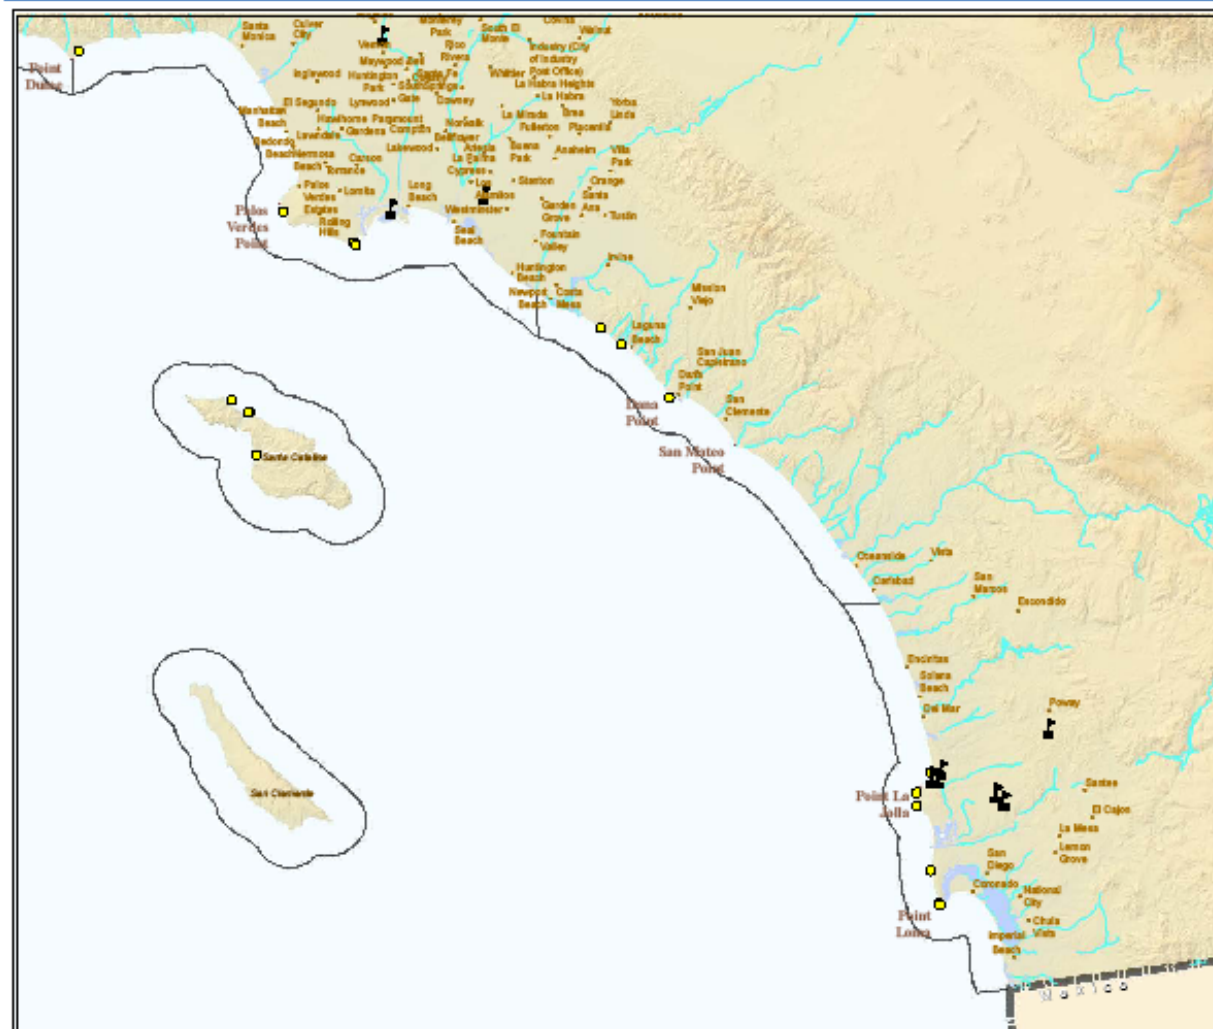 Santa
Monica
Culver
City
Monterey
Park
South El
Monte
Covina
Walnut
Point
Dume
Vernon
Maywood
Bell
Rico
Rivera
Industry (City
of Industry
Post Office)
Inglewood
Huntington
Park
Santa Fe
Springs
Whittier
La Habra Heights
La Habra
El Segundo
Lynwood
South
Gate
Downey
Yorba
Linda
Manhattan
Beach
Hawthorne
Paramount
La Mirada
Brea
Lawndale
Gardena
Compton
Norwalk
Fullerton
Placentia
Redondo
Beach
Bellflower
Hermosa
Beach
Carson
Lakewood
Artesia
La Palma
Buena
Park
Anaheim
Villa
Park
Torrance
Cypress
Palos
Verdes
Estates
Lomita
Long
Beach
Los
Alamitos
Stanton
Orange
Palos
Verdes
Point
Rolling
Hills
Westminster
Garden
Grove
Santa
Ana
Tustin
Seal
Beach
Fountain
Valley
Irvine
Huntington
Beach
Newport
Beach
Costa
Mesa
Mission
Viejo
Laguna
Beach
San Juan
Capistrano
Dana
Point
Dana
Point
San
Clemente
San Mateo
Point
Santa Catalina
Oceanside
Vista
Carlsbad
San
Marcos
Escondido
Encinitas
Solana
Beach
Del Mar
Poway
San Clemente
Point La
Jolla
Santee
El Cajon
La Mesa
Lemon
Grove
San
Diego
Coronado
National
City
Point
Loma
Chula
Vista
Imperial
Beach
Mexico